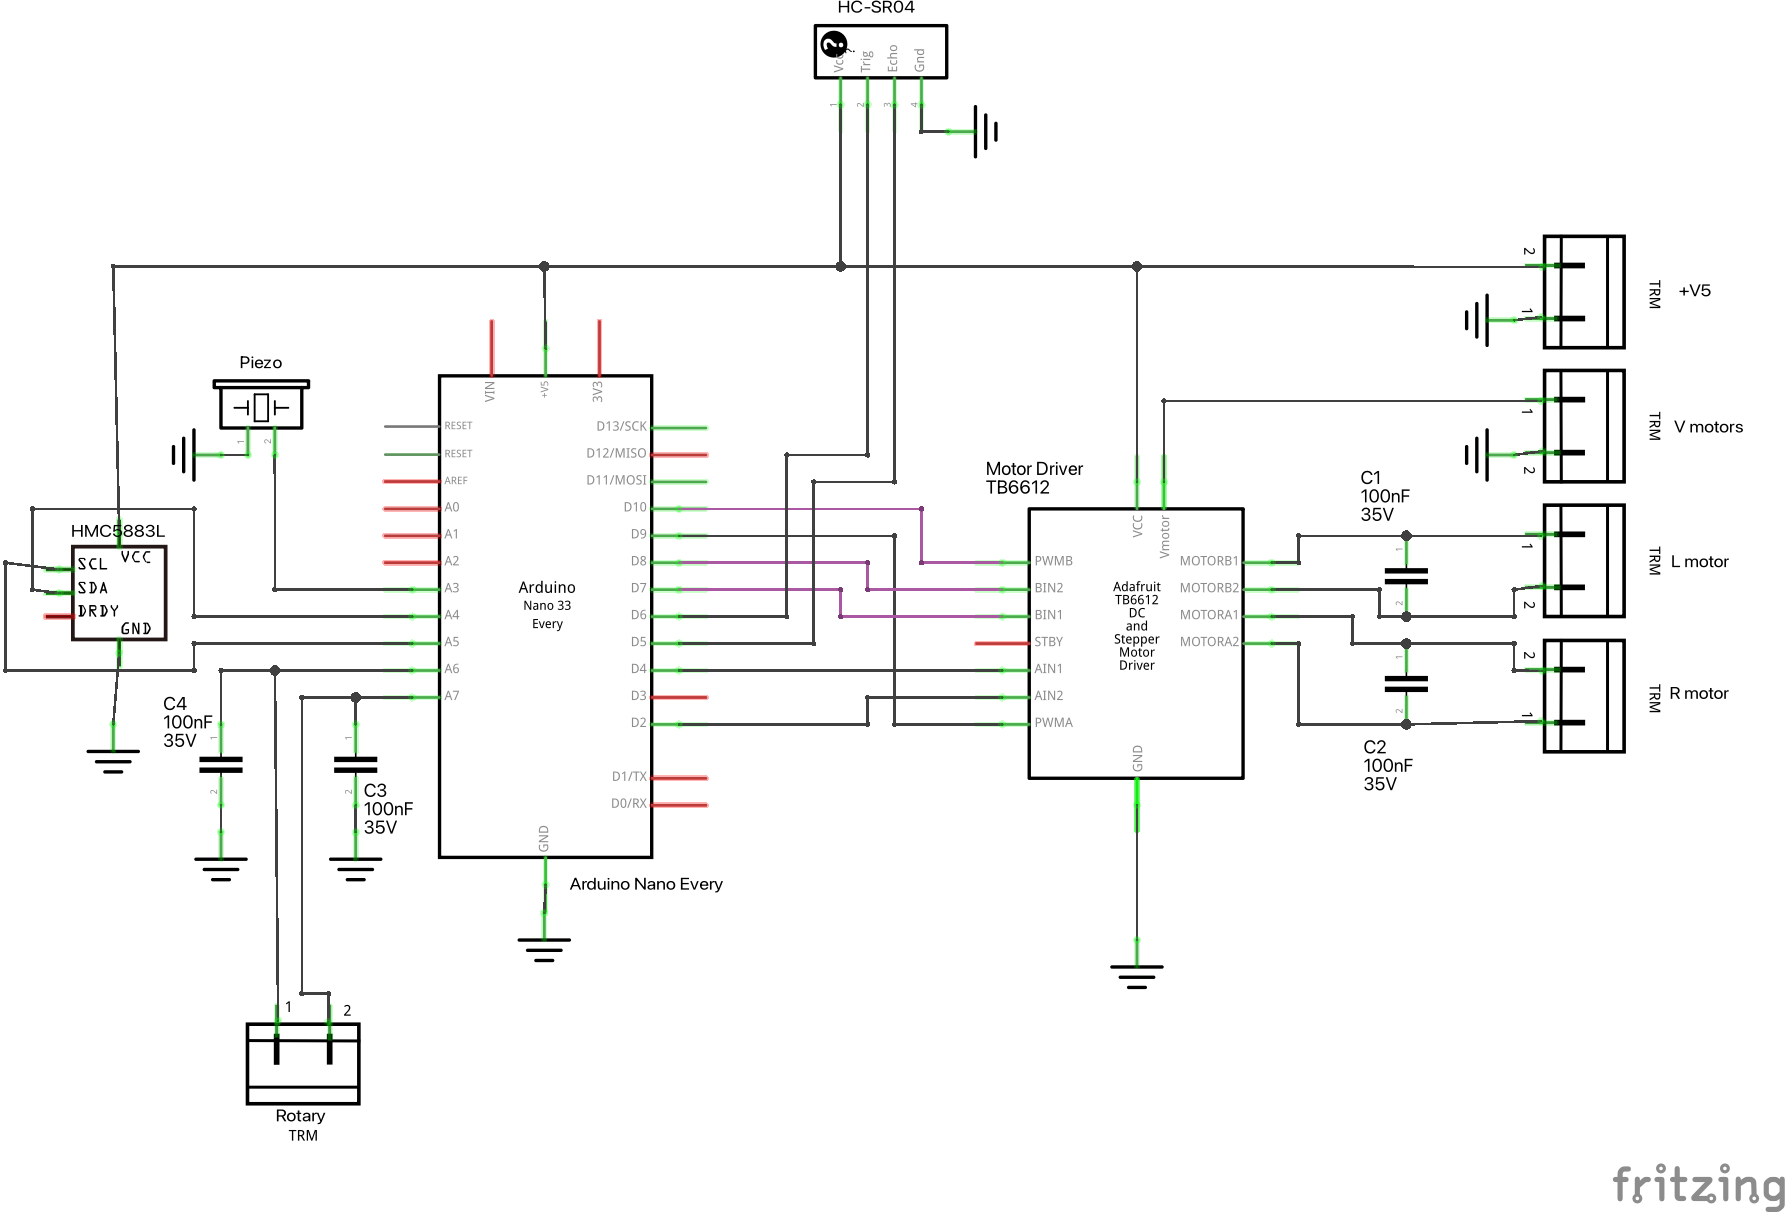 HC-SR04
?
Vcc
Trig
Echo
Gnd
1
2
3
4
2
1
TRM
+V5
Piezo
1
2
VIN
+V5
3V3
1
2
TRM
V motors
RESET
RESET
AREF
A0
A1
A2
A3
A4
A5
A6
A7
D13/SCK
D12/MISO
D11/MOSI
D10
D9
D8
D7
D6
D5
D4
D3
D2
D1/TX
D0/RX
GND
Arduino
Nano 33
Every
Arduino Nano Every
Motor Driver
TB6612
VCC
Vmotor
PWMB
BIN2
BIN1
STBY
AIN1
AIN2
PWMA
GND
MOTORB1
MOTORB2
MOTORA1
MOTORA2
Adafruit
TB6612
DC
and
Stepper
Motor
Driver
C1
100nF
35V
1
2
1
2
TRM
L motor
1
2
C2
100nF
35V
2
1
TRM
R motor
HMC5883L
VCC
SCL
SDA
DRDY
GND
C4
100nF
35V
1
2
1
2
C3
100nF
35V
1
2
Rotary
TRM
fritzing